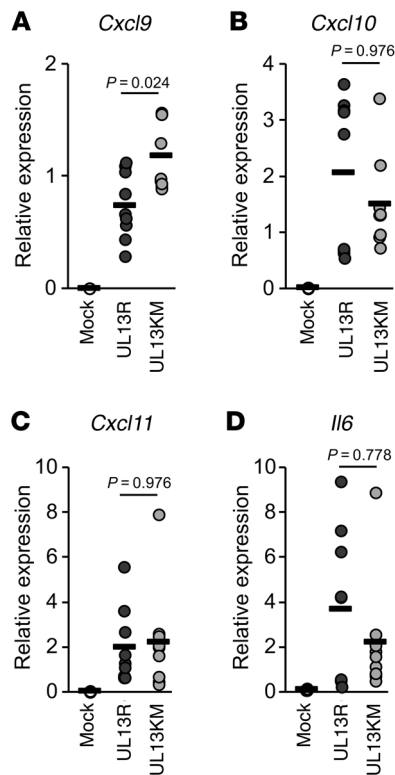 A
Cxcl9
Relative expression
2
1
0
P = 0.024
Mock
UL13R
UL13KM
B
Cxcl10
Relative expression
4
3
2
1
0
P = 0.976
Mock
UL13R
UL13KM
C
Cxcl11
Relative expression
10
8
6
4
2
0
P = 0.976
Mock
UL13R
UL13KM
D
Il6
Relative expression
10
8
6
4
2
0
P = 0.778
Mock
UL13R
UL13KM